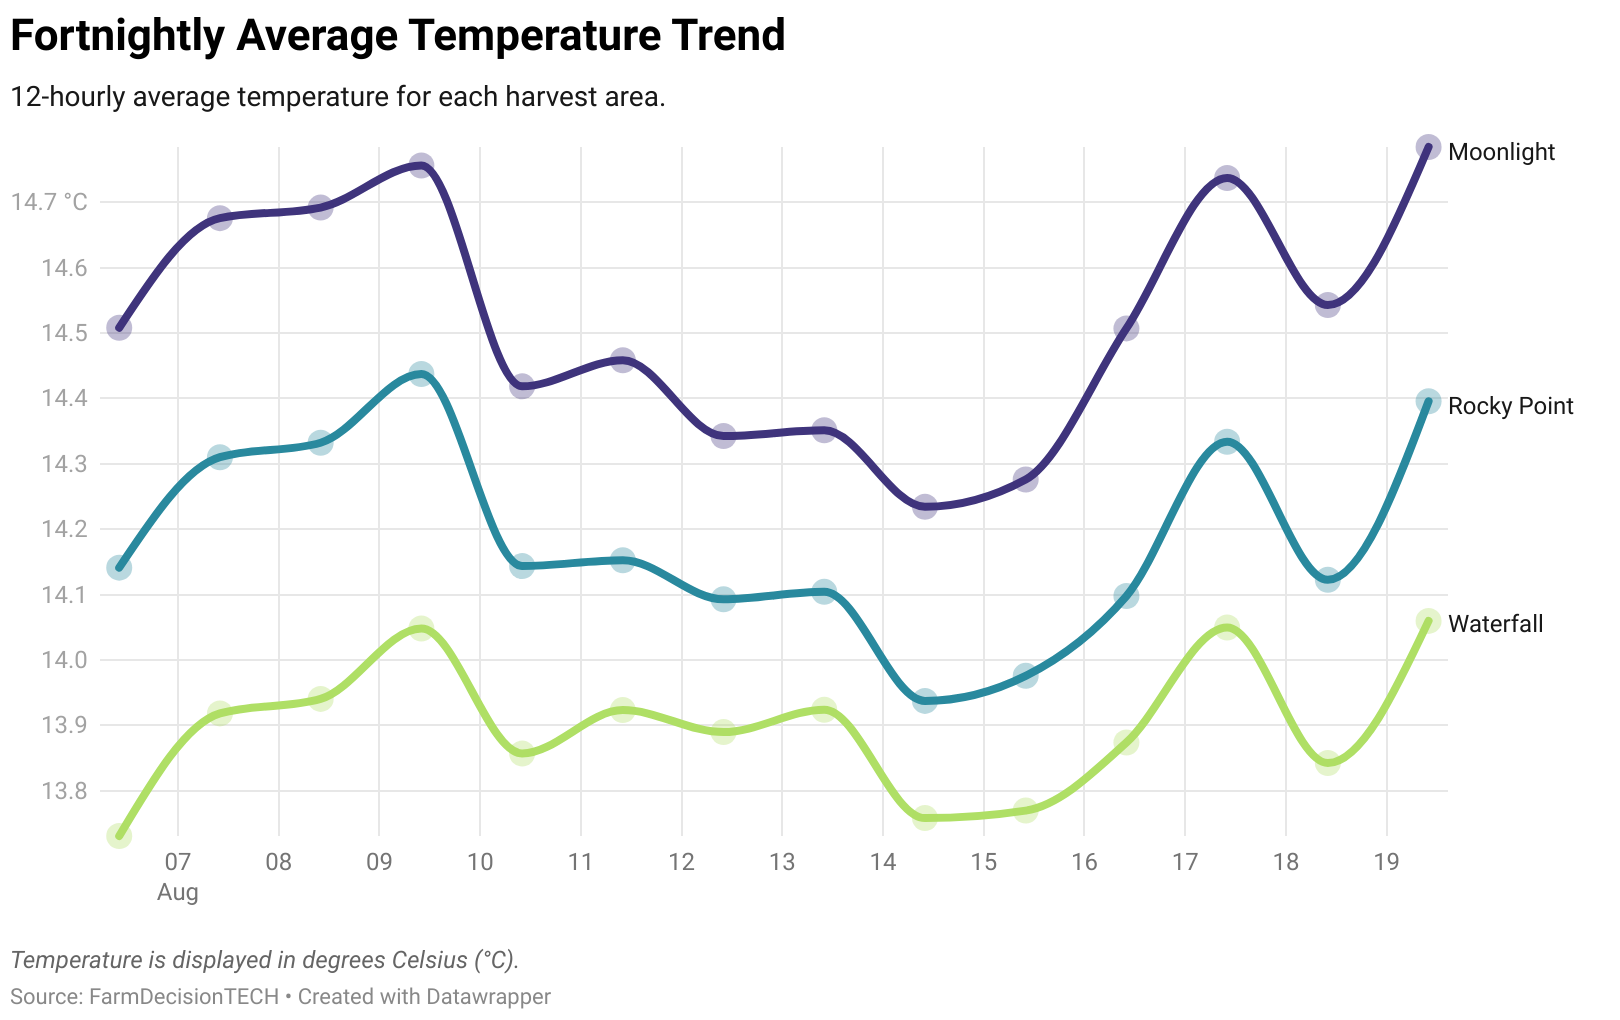 Fortnightly Average Temperature Trend
12-hourly average temperature for each harvest area.
Moonlight
14.7 °C
14.6
14.5
14.4
Rocky Point
14.3
14.2
14.1
Waterfall
14.0
13.9
13.8
07 08 09 10 11 12 13 14 15 16 17 18 19
Aug
Temperature is displayed in degrees Celsius (°C).
Source: FarmDecisionTECH • Created with Datawrapper